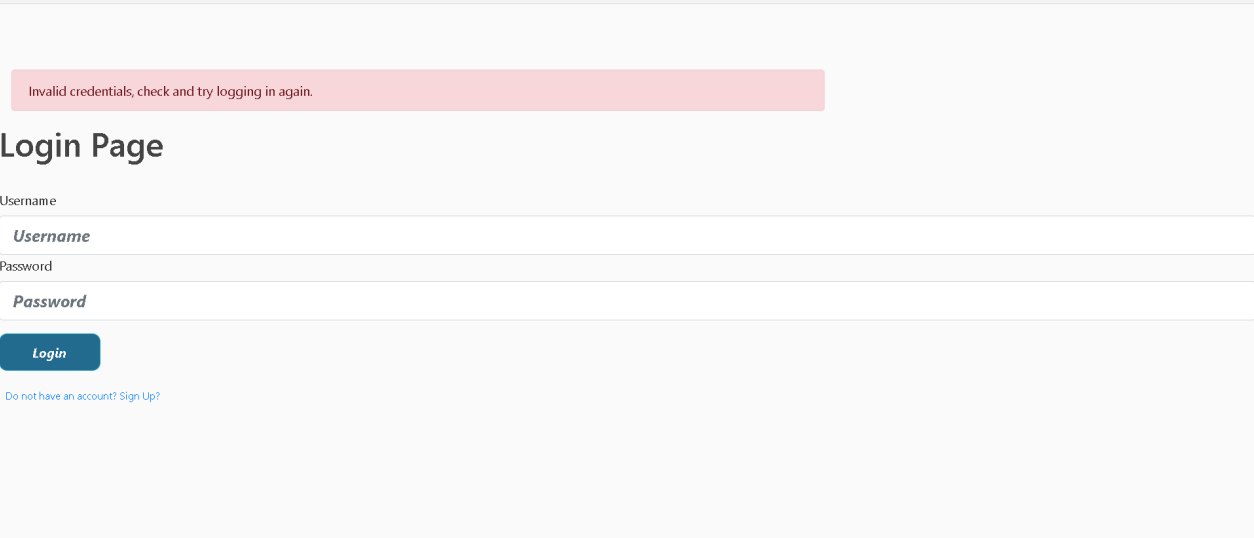 Invalid credentials, check and try logging in again.
Login Page
Username
Username
Password
Password
Login
Do not have an account? Sign Up?